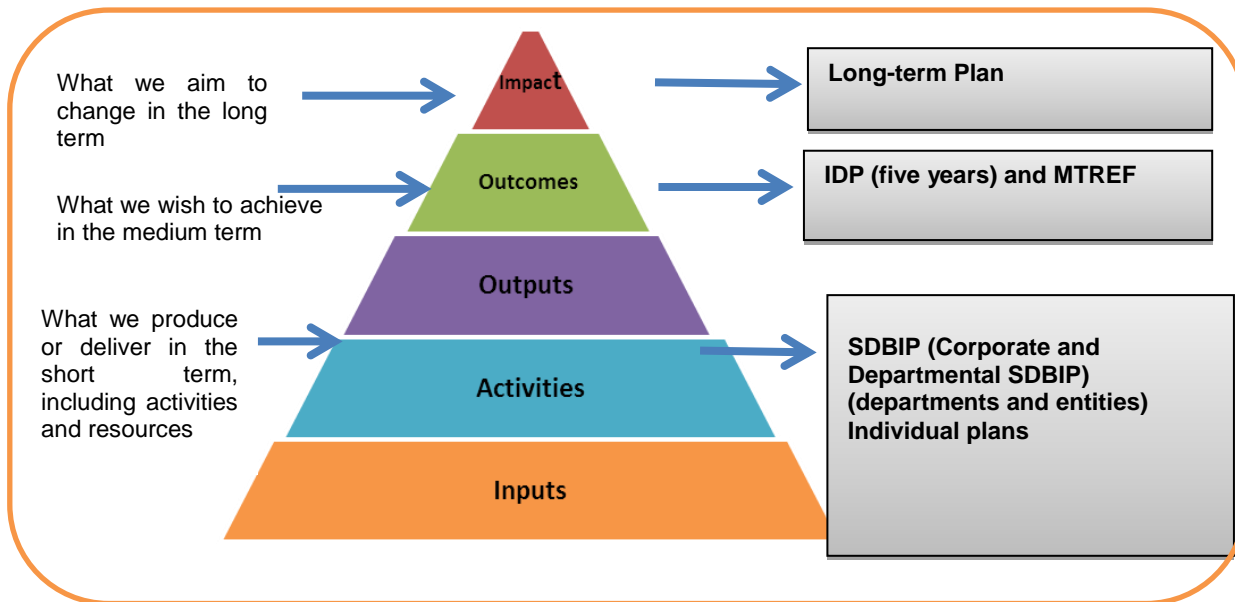 What we aim to
change in the long
term
Impact
Long-term Plan
What we wish to achieve
in the medium term
Outcomes
IDP (five years) and MTREF
Outputs
What we produce
or deliver in the
short term,
including activities
and resources
Activities
SDBIP (Corporate and
Departmental SDBIP)
(departments and entities)
Individual plans
Inputs